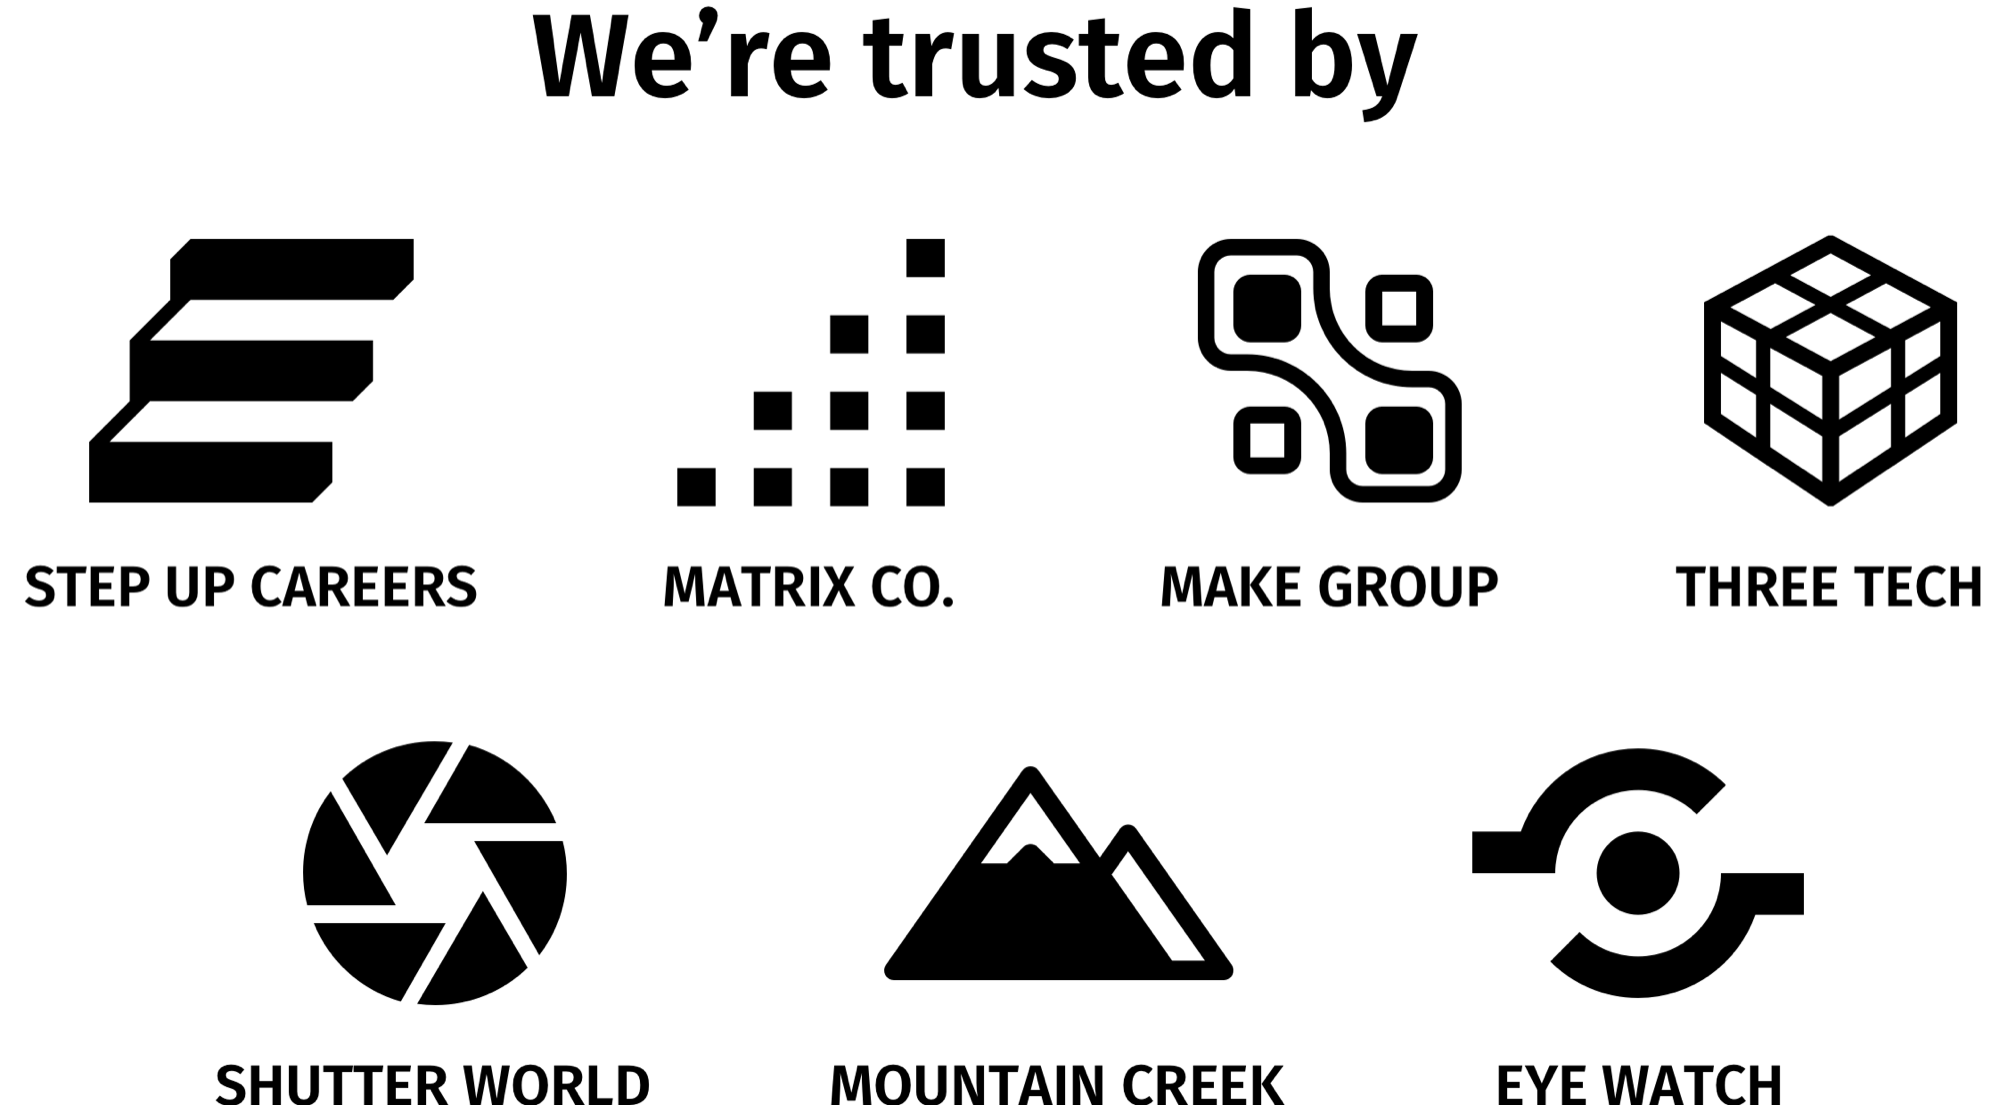 We’re trusted by
STEP UP CAREERS
MATRIX CO.
MAKE GROUP
THREE TECH
SHUTTER WORLD
MOUNTAIN CREEK
EYE WATCH